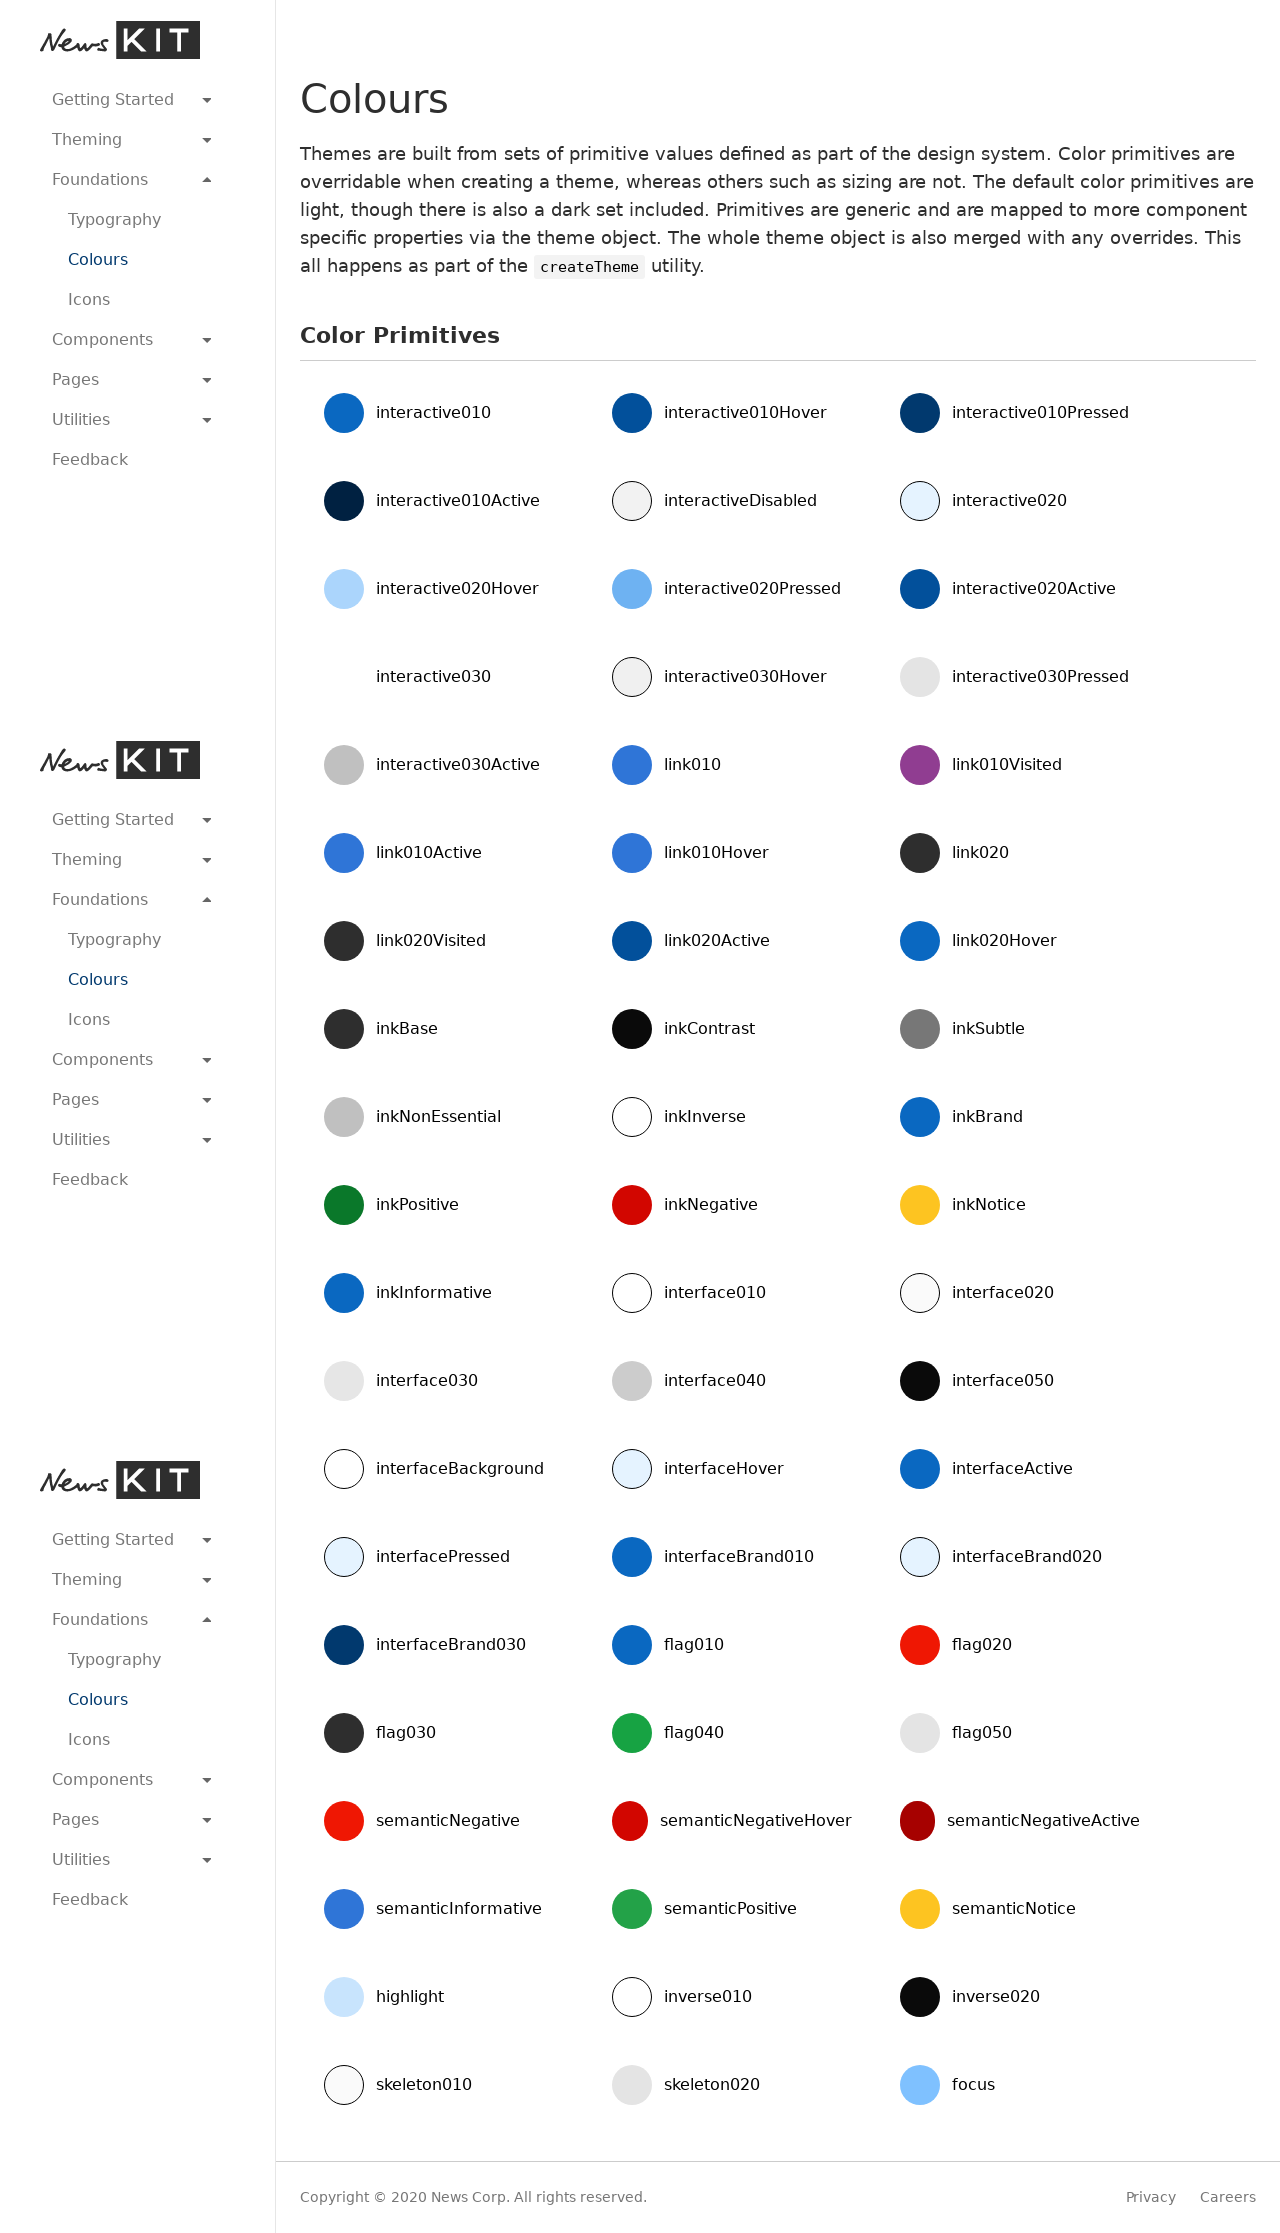 News KIT
Getting Started
Theming
Foundations
Typography
Colours
Icons
Components
Pages
Utilities
Feedback
News KIT
Getting Started
Theming
Foundations
Typography
Colours
Icons
Components
Pages
Utilities
Feedback
News KIT
Getting Started
Theming
Foundations
Typography
Colours
Icons
Components
Pages
Utilities
Feedback
Colours
Themes are built from sets of primitive values defined as part of the design system. Color primitives are
overridable when creating a theme, whereas others such as sizing are not. The default color primitives are
light, though there is also a dark set included. Primitives are generic and are mapped to more component
specific properties via the theme object. The whole theme object is also merged with any overrides. This
all happens as part of the createTheme utility.
Color Primitives
interactive010 interactive010Hover interactive010Pressed
interactive010Active interactiveDisabled interactive020
interactive020Hover interactive020Pressed interactive020Active
interactive030 interactive030Hover interactive030Pressed
interactive030Active link010 link010Visited
link010Active link010Hover link020
link020Visited link020Active link020Hover
inkBase inkContrast inkSubtle
inkNonEssential inkInverse inkBrand
inkPositive inkNegative inkNotice
inkInformative interface010 interface020
interface030 interface040 interface050
interfaceBackground interfaceHover interfaceActive
interfacePressed interfaceBrand010 interfaceBrand020
interfaceBrand030 flag010 flag020
flag030 flag040 flag050
semanticNegative semanticNegativeHover semanticNegativeActive
semanticInformative semanticPositive semanticNotice
highlight inverse010 inverse020
skeleton010 skeleton020 focus
Copyright © 2020 News Corp. All rights reserved. Privacy Careers